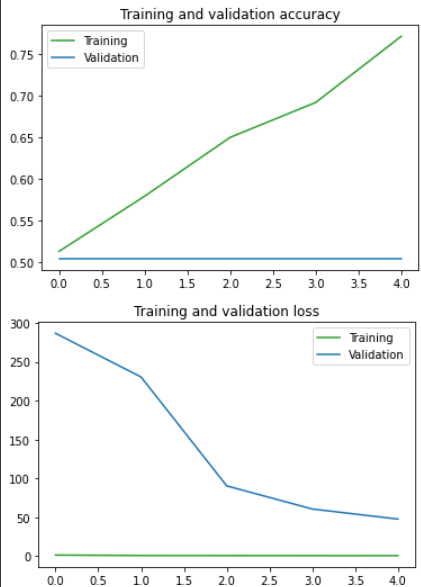 Training and validation accuracy
Training
Validation
0.75
0.70
0.65
0.60
0.55
0.50
0.0 0.5 1.0 1.5 2.0 2.5 3.0 3.5 4.0
Training and validation loss
Training
Validation
300
250
200
150
100
50
0
0.0 0.5 1.0 1.5 2.0 2.5 3.0 3.5 4.0